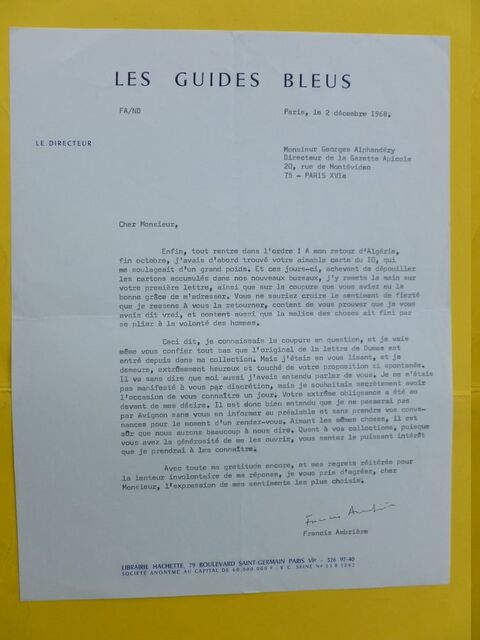 LES GUIDES BLEUS
FA/ND
Paris, le 2 décembre 1968.
LE DIRECTEUR
Monsieur Georges Alphandéry
Directeur de la Gazette Apicole
20, rue de Montévideo
75 - PARIS XVIe
Cher Monsieur,
Enfin, tout rentre dans l'ordre ! A mon retour d'Algérie,
fin octobre, j'avais d'abord trouvé votre aimable carte du 10, qui
me soulageait d'un grand poids. Et ces jours-ci, achevant de dépouiller
les cartons accumulés dans nos nouveaux bureaux, j'y remets la main sur
votre première lettre, ainsi que sur la coupure que vous aviez eu la
bonne grâce de m'adresser. Vous ne sauriez croire le sentiment de fierté
que je ressens à vous la retourner, content de vous prouver que je vous
avais dit vrai, et content aussi que la malice des choses ait fini par
se plier à la volonté des hommes.
Ceci dit, je connaissais la coupure en question, et je vais
même vous confier tout bas que l'original de la lettre de Dumas est
entré depuis dans ma collection. Mais j'étais en vous lisant, et je
demeure, extrêmement heureux et touché de votre proposition si spontanée.
Il va sans dire que moi aussi j'avais entendu parler de vous. Je ne m'étais
pas manifesté à vous par discrétion, mais je souhaitais secrètement avoir
l'occasion de vous connaître un jour. Votre extrême obligeance a été au
devant de mes désirs. Il est donc bien entendu que je ne passerai pas
par Avignon sans vous en informer au préalable et sans prendre vos conve-
nances pour le moment d'un rendez-vous. Aimant les mêmes choses, il est
sûr que nous aurons beaucoup à nous dire. Quant à vos collections, puisque
vous avez la générosité de me les ouvrir, vous sentez le puissant intérêt
que je prendrai à les connaître.
Avec toute ma gratitude encore, et mes regrets réitérés pour
la lenteur involontaire de ma réponse, je vous prie d'agréer, cher
Monsieur, l'expression de mes sentiments les plus choisis.
Francis Ambrière
Francis Ambrière
LIBRAIRIE HACHETTE, 79 BOULEVARD SAINT-GERMAIN PARIS VIe - 326 97-40
SOCIÉTÉ ANONYME AU CAPITAL DE 60.000.000 F / R.C. SEINE No